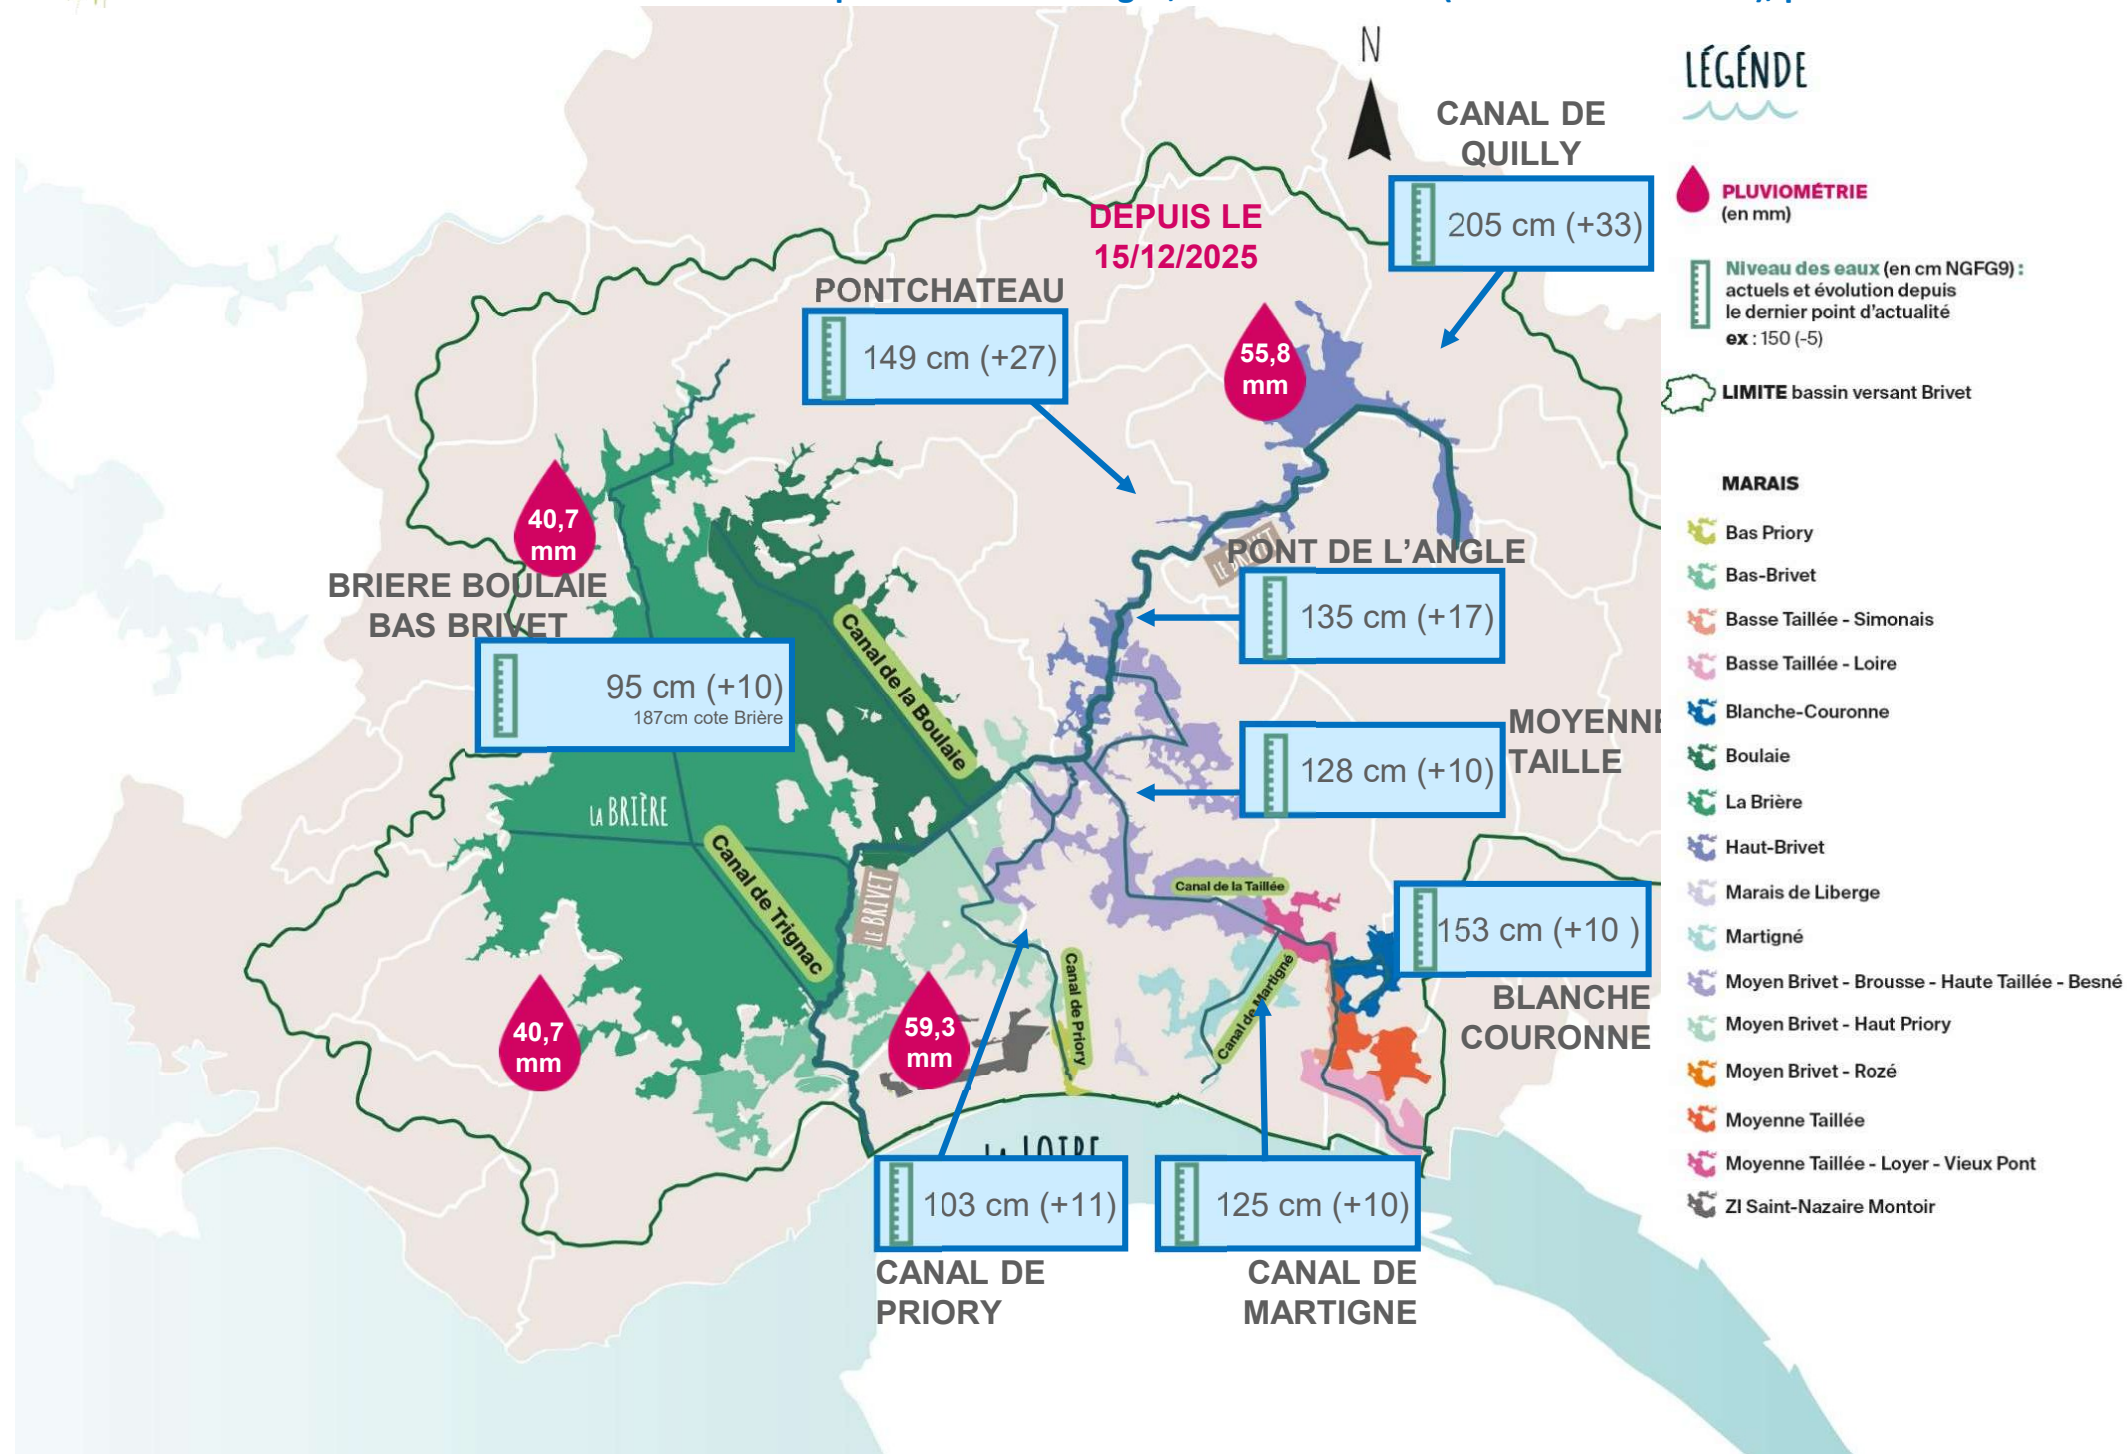 N
CANAL DE
QUILLY
205 cm (+33)
DEPUIS LE
15/12/2025
PONTCHATEAU
149 cm (+27)
55,8
mm
40,7
mm
BRIERE BOULAIE
BAS BRIVET
95 cm (+10)
187cm cote Brière
Canal de la Boulaie
LE BRIVET
PONT DE L’ANGLE
135 cm (+17)
MOYENNE
TAILLE
128 cm (+10)
LA BRIÈRE
Canal de Trignac
LE BRIVET
Canal de la Taillée
153 cm (+10 )
BLANCHE
COURONNE
Canal de Priory
Canal de Martigné
40,7
mm
59,3
mm
LA LOIRE
103 cm (+11)
CANAL DE
PRIORY
125 cm (+10)
CANAL DE
MARTIGNE
LÉGÉNDE
PLUVIOMÉTRIE
(en mm)
Niveau des eaux (en cm NGFG9) :
actuels et évolution depuis
le dernier point d’actualité
ex : 150 (-5)
LIMITE bassin versant Brivet
MARAIS
Bas Priory
Bas-Brivet
Basse Taillée - Simonais
Basse Taillée - Loire
Blanche-Couronne
Boulaie
La Brière
Haut-Brivet
Marais de Liberge
Martigné
Moyen Brivet - Brousse - Haute Taillée - Besné
Moyen Brivet - Haut Priory
Moyen Brivet - Rozé
Moyenne Taillée
Moyenne Taillée - Loyer - Vieux Pont
ZI Saint-Nazaire Montoir